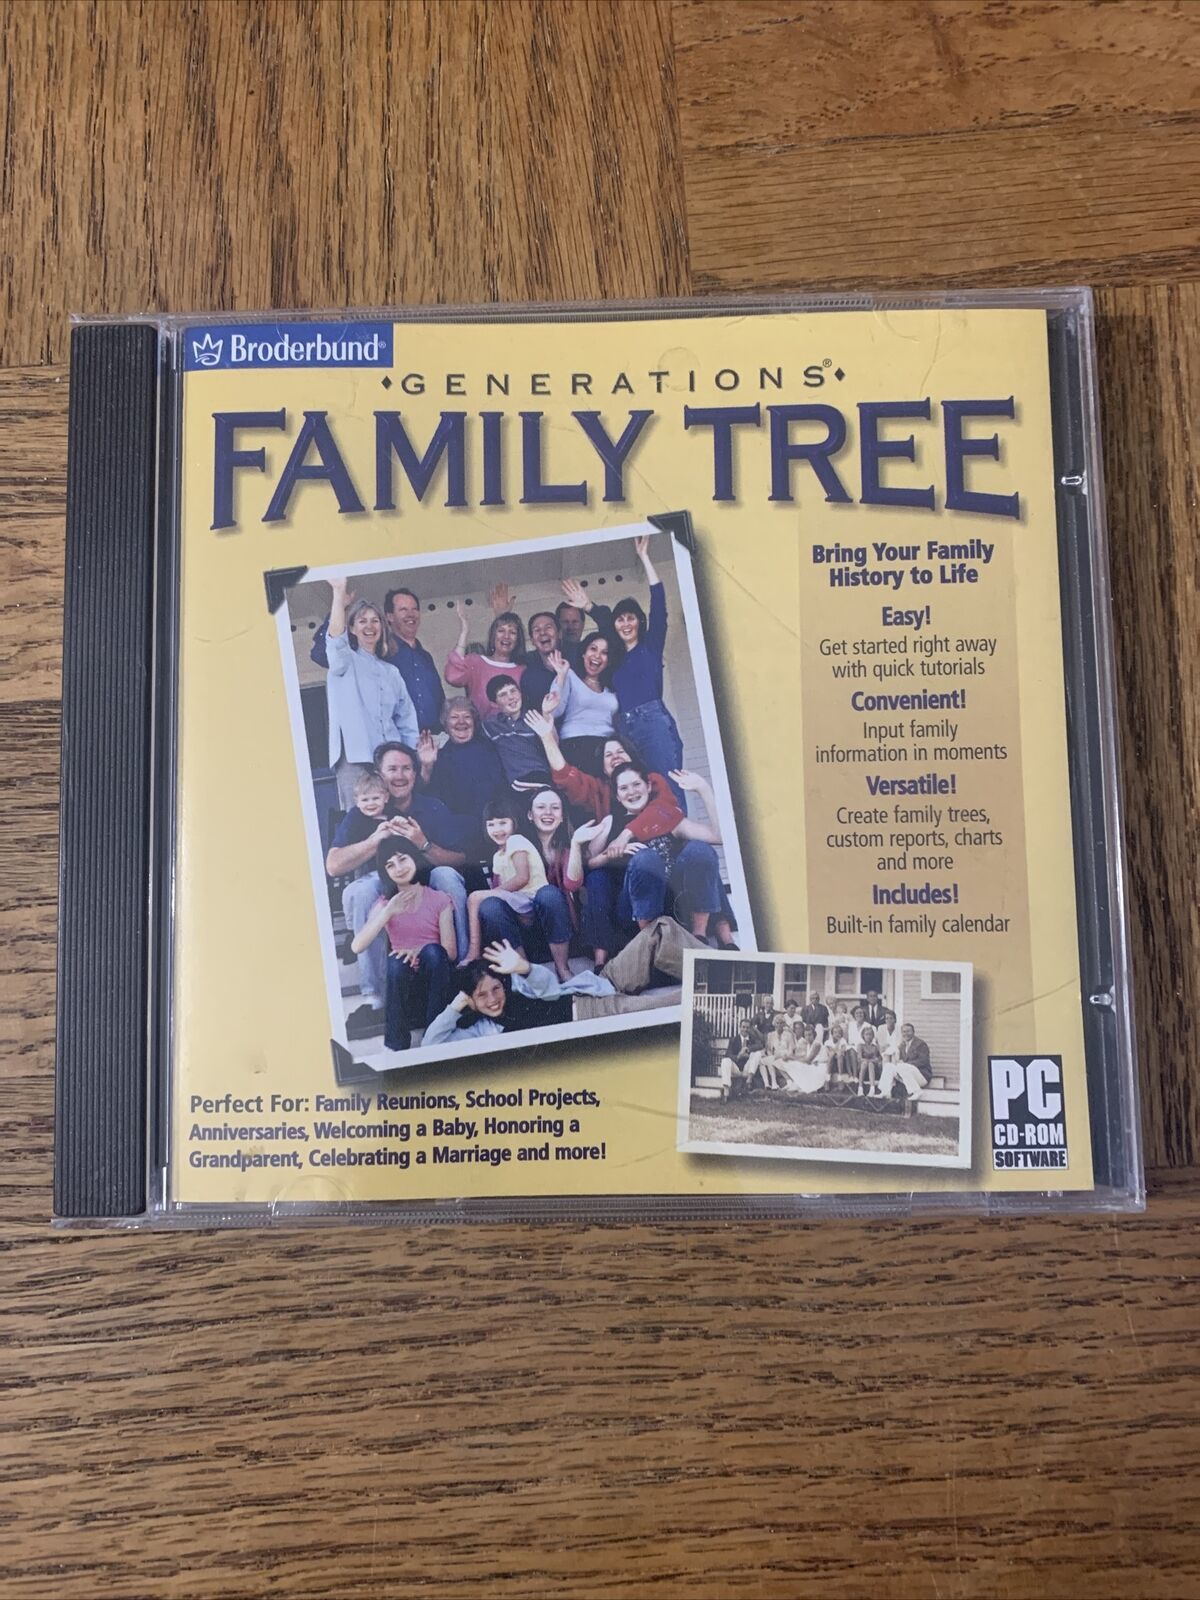 Broderbund®
GENERATIONS®
FAMILY TREE
Bring Your Family
History to Life
Easy!
Get started right away
with quick tutorials
Convenient!
Input family
information in moments
Versatile!
Create family trees,
custom reports, charts
and more
Includes!
Built-in family calendar
Perfect For: Family Reunions, School Projects,
Anniversaries, Welcoming a Baby, Honoring a
Grandparent, Celebrating a Marriage and more!
PC
CD-ROM
SOFTWARE